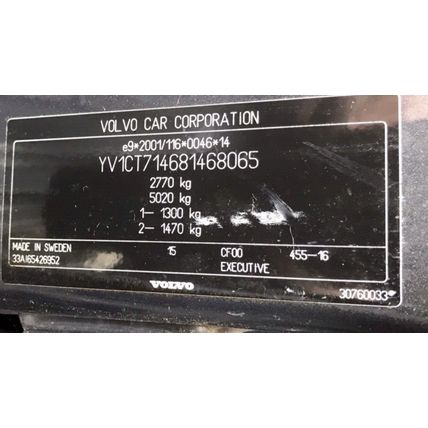 VOLVO CAR CORPORATION
e9*2001/116*0046*14
YV1CT714681468065
2770 kg
5020 kg
1- 1300 kg
2- 1470 kg
MADE IN SWEDEN 15 CF00 455-16
33AI65426952 EXECUTIVE
VOLVO
30760033